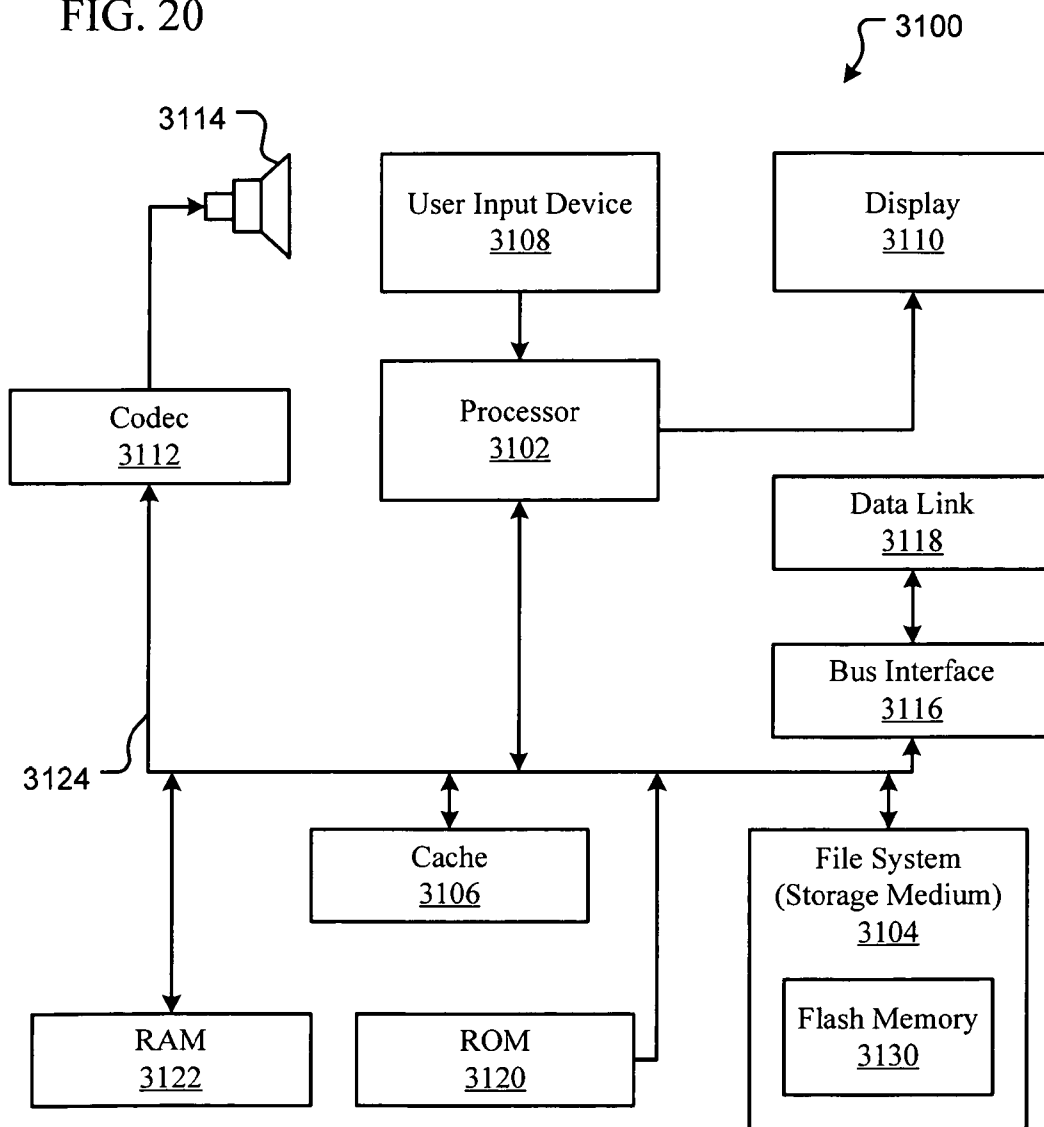 FIG. 20
3100
3114
User Input Device
3108
Display
3110
Codec
3112
Processor
3102
Data Link
3118
Bus Interface
3116
3124
Cache
3106
File System
(Storage Medium)
3104
Flash Memory
3130
RAM
3122
ROM
3120